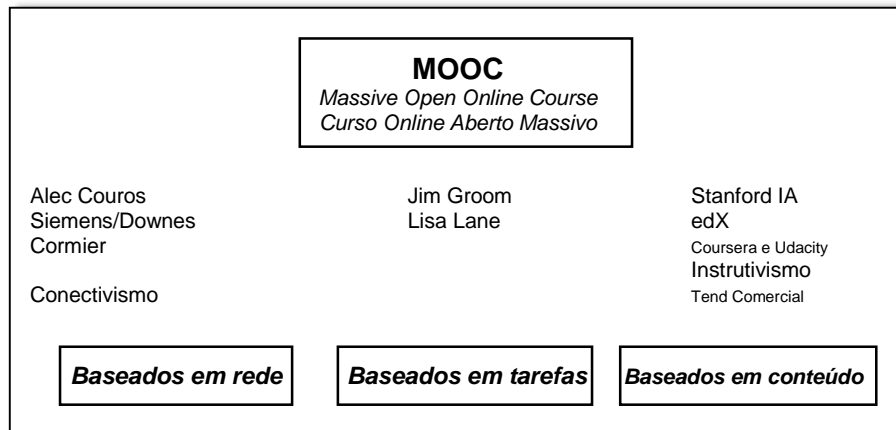 MOOC
Massive Open Online Course
Curso Online Aberto Massivo
Alec Couros
Siemens/Downes
Cormier
Conectivismo
Jim Groom
Lisa Lane
Stanford IA
edX
Coursera e Udacity
Instrutivismo
Tend Comercial
Baseados em rede
Baseados em tarefas
Baseados em conteúdo